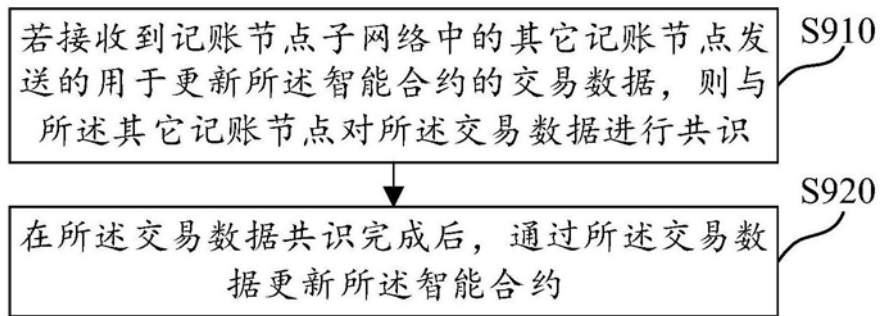 若接收到记账节点子网络中的其它记账节点发
送的用于更新所述智能合约的交易数据，则与
所述其它记账节点对所述交易数据进行共识
S910
在所述交易数据共识完成后，通过所述交易数
据更新所述智能合约
S920